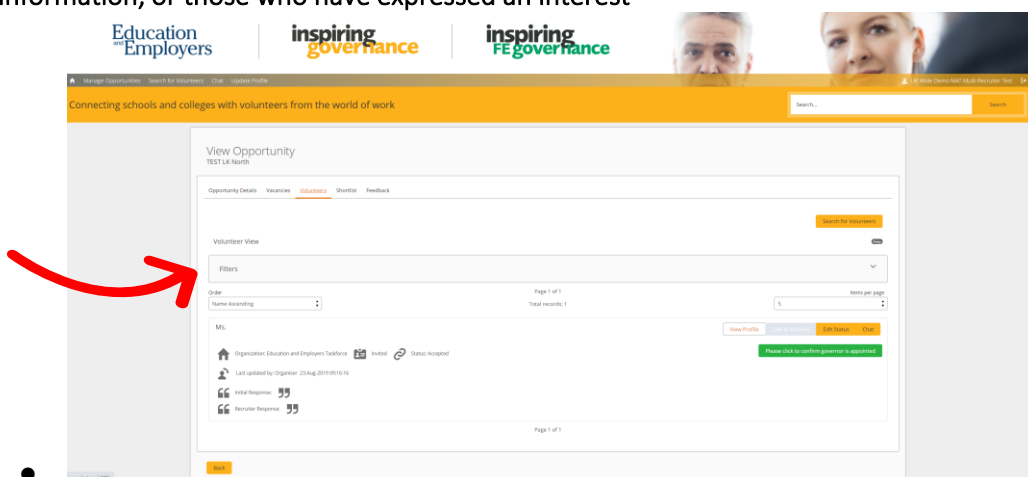 information, or those who have expressed an interest
Education
and Employers
inspiring
governance
inspiring
FE governance
Manage Opportunities Search for Volunteers Chat Update Profile
LK Wide Demo MAT Multi Recruiter Test
Connecting schools and colleges with volunteers from the world of work
Search...
Search
View Opportunity
TEST LK North
Opportunity Details Vacancies Volunteers Shortlist Feedback
Search for Volunteers
Volunteer View
Filters
Order
Page 1 of 1
Items per page
Name Ascending
Total records: 1
5
Ms.
View Profile
Edit Status
Chat
Organization: Education and Employers Taskforce Invited Status: Accepted
Please click to confirm governor is appointed
Last updated by: Organiser 23-Aug-2019 09:16:16
Initial Response:
Recruiter Response:
Page 1 of 1
Back